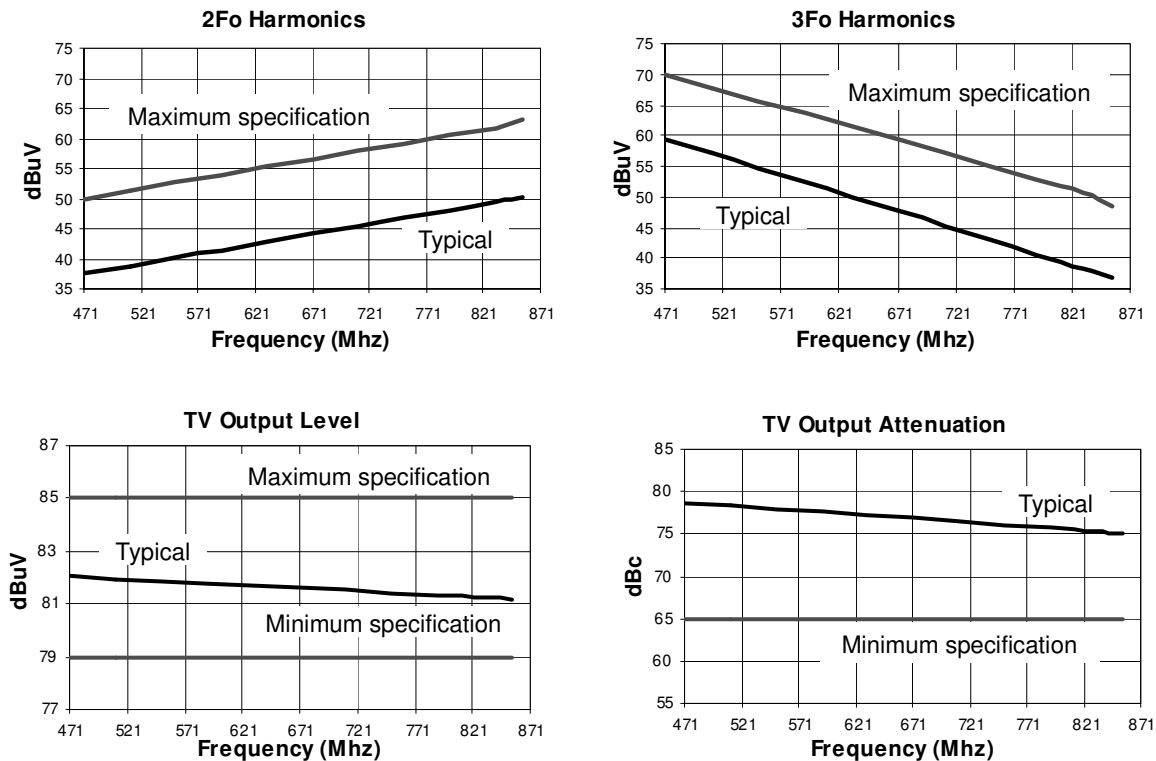 2Fo Harmonics
75
70
65
60
55
50
45
40
35
dBuV
Maximum specification
Typical
471 521 571 621 671 721 771 821 871
Frequency (Mhz)
3Fo Harmonics
75
70
65
60
55
50
45
40
35
dBuV
Maximum specification
Typical
471 521 571 621 671 721 771 821 871
Frequency (Mhz)
TV Output Level
87
85
83
81
79
77
dBuV
Maximum specification
Typical
Minimum specification
471 521 571 621 671 721 771 821 871
Frequency (Mhz)
TV Output Attenuation
85
80
75
70
65
60
55
dBc
Typical
Minimum specification
471 521 571 621 671 721 771 821 871
Frequency (Mhz)